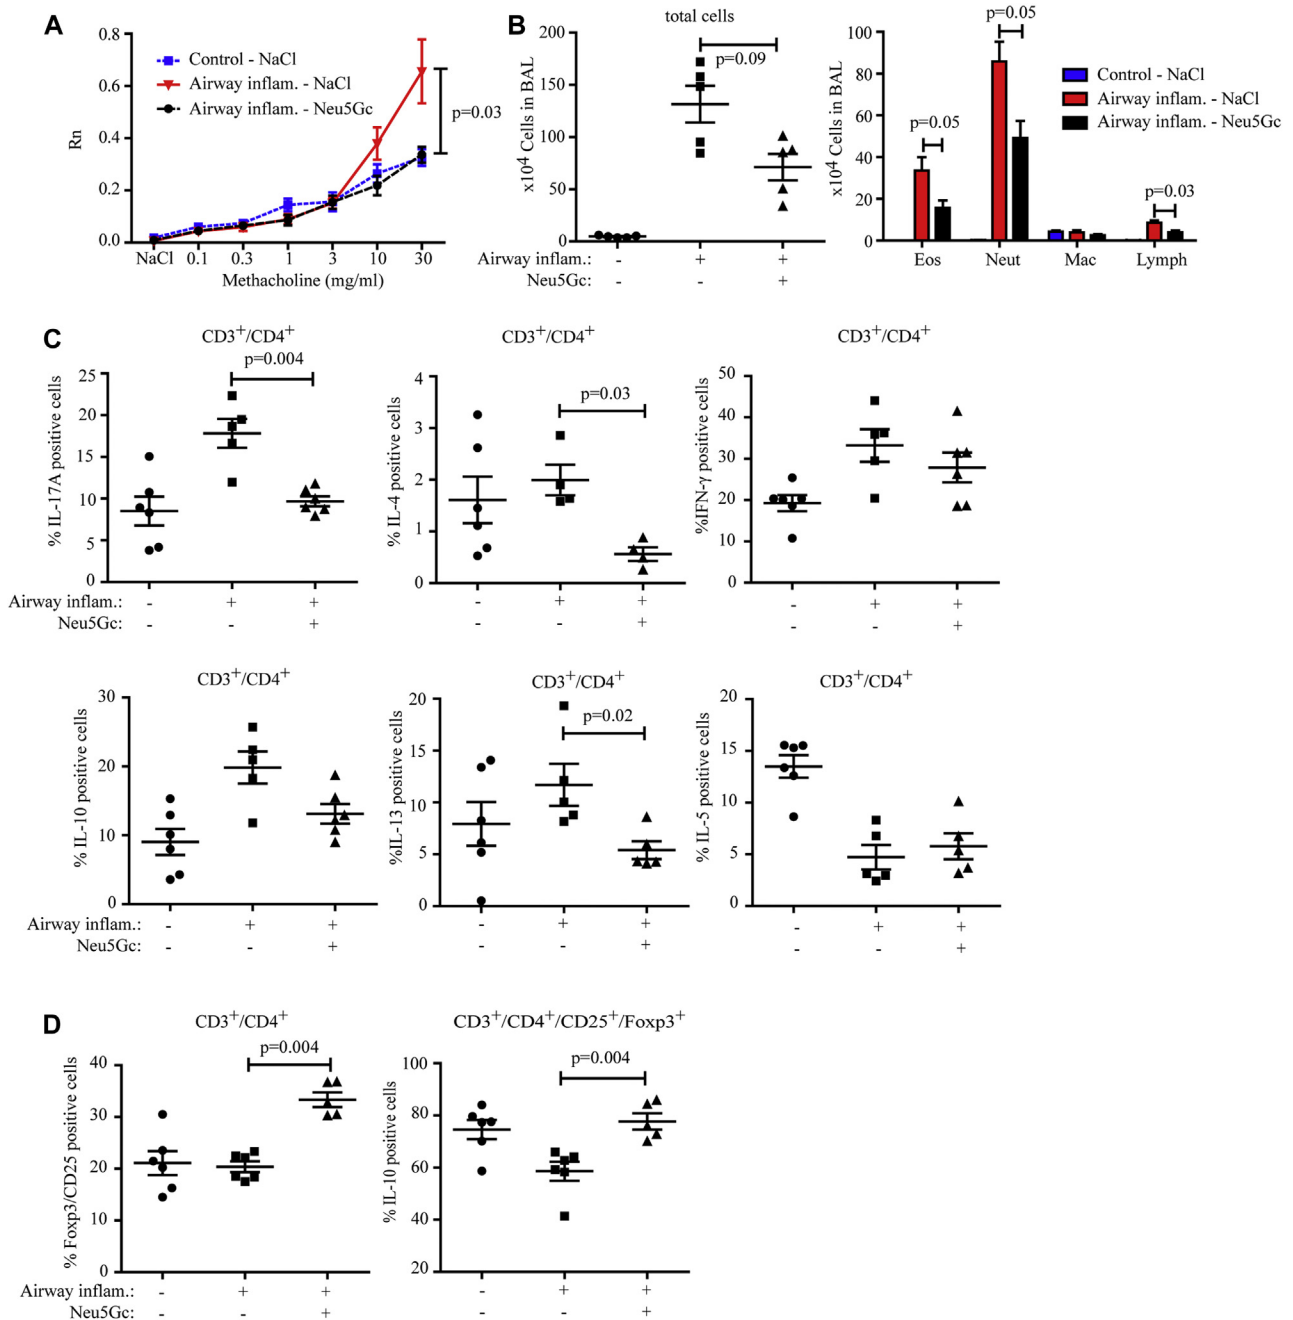 A
0.8
0.6
0.4
0.2
0.0
Rn
Control - NaCl
Airway inflam. - NaCl
Airway inflam. - Neu5Gc
p=0.03
NaCl 0.1 0.3 1 3 10 30
Methacholine (mg/ml)
B
total cells
200
150
100
50
0
x10⁴ Cells in BAL
p=0.09
Airway inflam.: - + +
Neu5Gc: - - +
100
80
60
40
20
0
x10⁴ Cells in BAL
p=0.05
p=0.05
p=0.03
Control - NaCl
Airway inflam. - NaCl
Airway inflam. - Neu5Gc
Eos Neut Mac Lymph
C
CD3⁺/CD4⁺
p=0.004
25
20
15
10
5
0
% IL-17A positive cells
Airway inflam.: - + +
Neu5Gc: - - +
CD3⁺/CD4⁺
p=0.03
4
3
2
1
0
% IL-4 positive cells
- + +
- - +
CD3⁺/CD4⁺
50
40
30
20
10
0
%IFN-γ positive cells
- + +
- - +
CD3⁺/CD4⁺
30
20
10
0
% IL-10 positive cells
Airway inflam.: - + +
Neu5Gc: - - +
CD3⁺/CD4⁺
p=0.02
20
15
10
5
0
%IL-13 positive cells
- + +
- - +
CD3⁺/CD4⁺
20
15
10
5
0
% IL-5 positive cells
- + +
- - +
D
CD3⁺/CD4⁺
p=0.004
40
30
20
10
0
% Foxp3/CD25 positive cells
Airway inflam.: - + +
Neu5Gc: - - +
CD3⁺/CD4⁺/CD25⁺/Foxp3⁺
p=0.004
100
80
60
40
20
% IL-10 positive cells
- + +
- - +